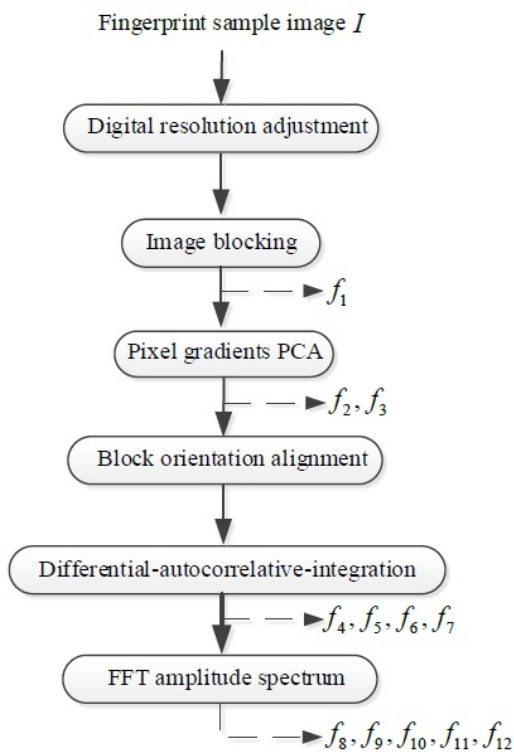 Fingerprint sample image I
Digital resolution adjustment
Image blocking
f₁
Pixel gradients PCA
f₂, f₃
Block orientation alignment
Differential-autocorrelative-integration
f₄, f₅, f₆, f₇
FFT amplitude spectrum
f₈, f₉, f₁₀, f₁₁, f₁₂